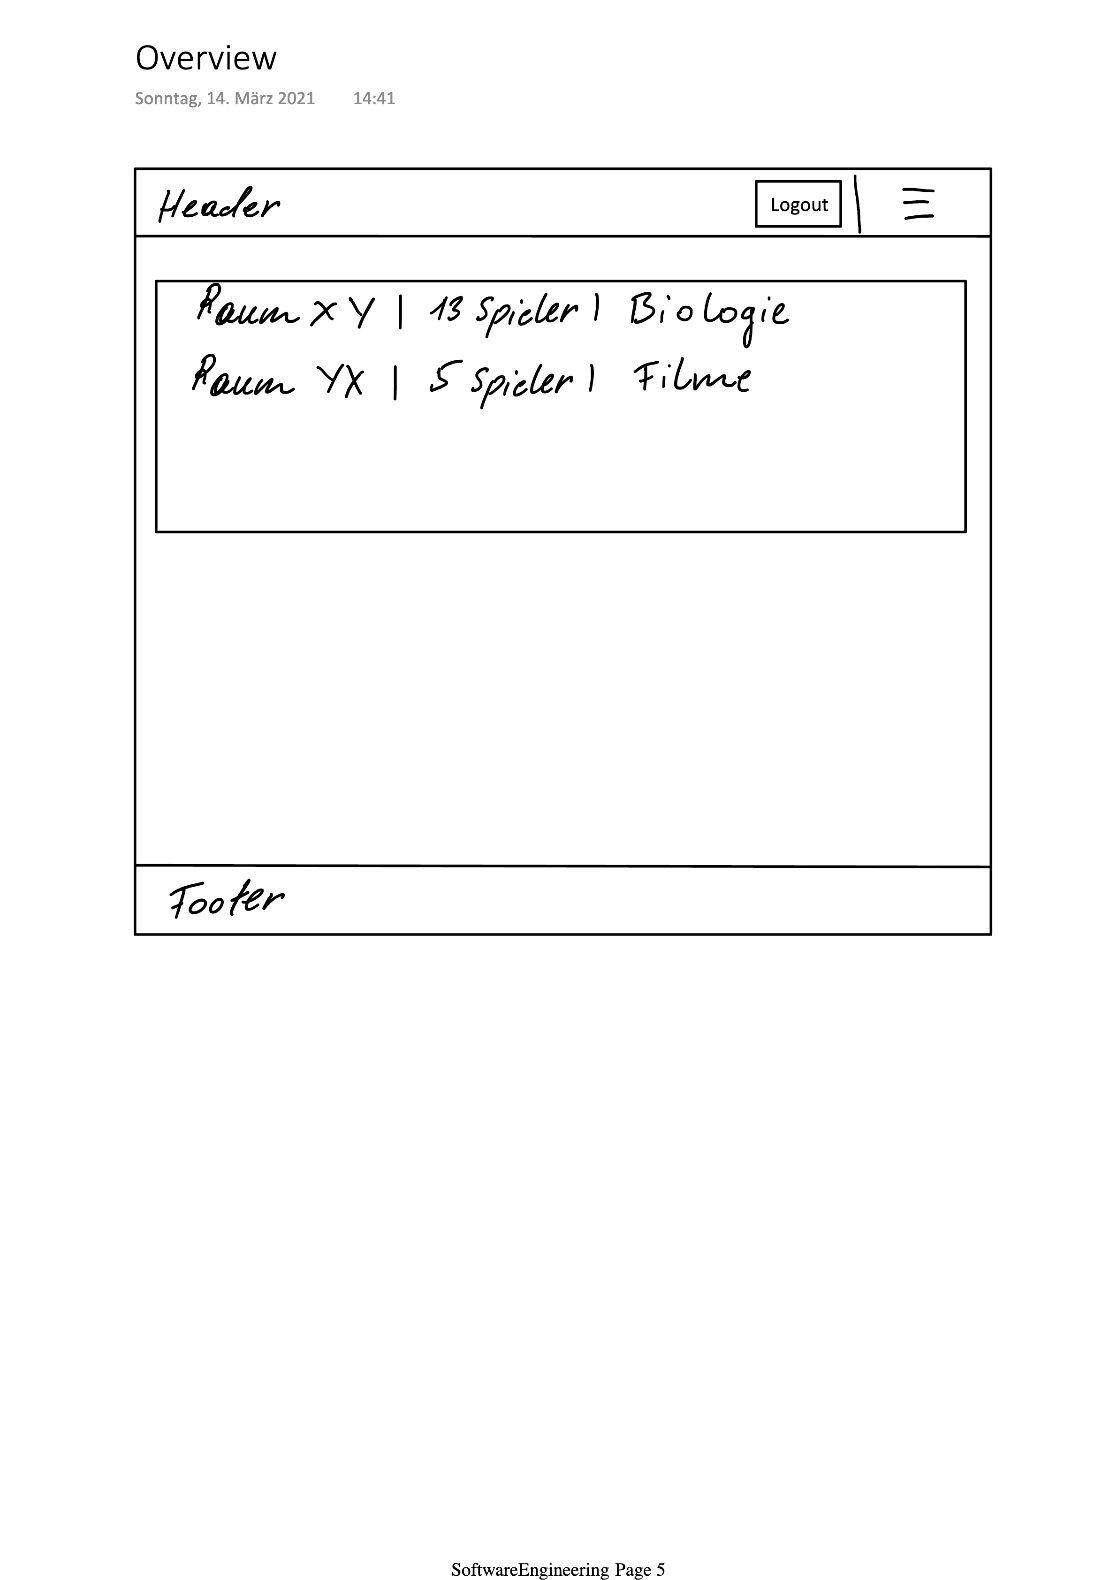 Overview
Sonntag, 14. März 2021 14:41
Header Logout
Raum XY | 13 Spieler | Biologie
Raum YX | 5 Spieler | Filme
Footer
SoftwareEngineering Page 5